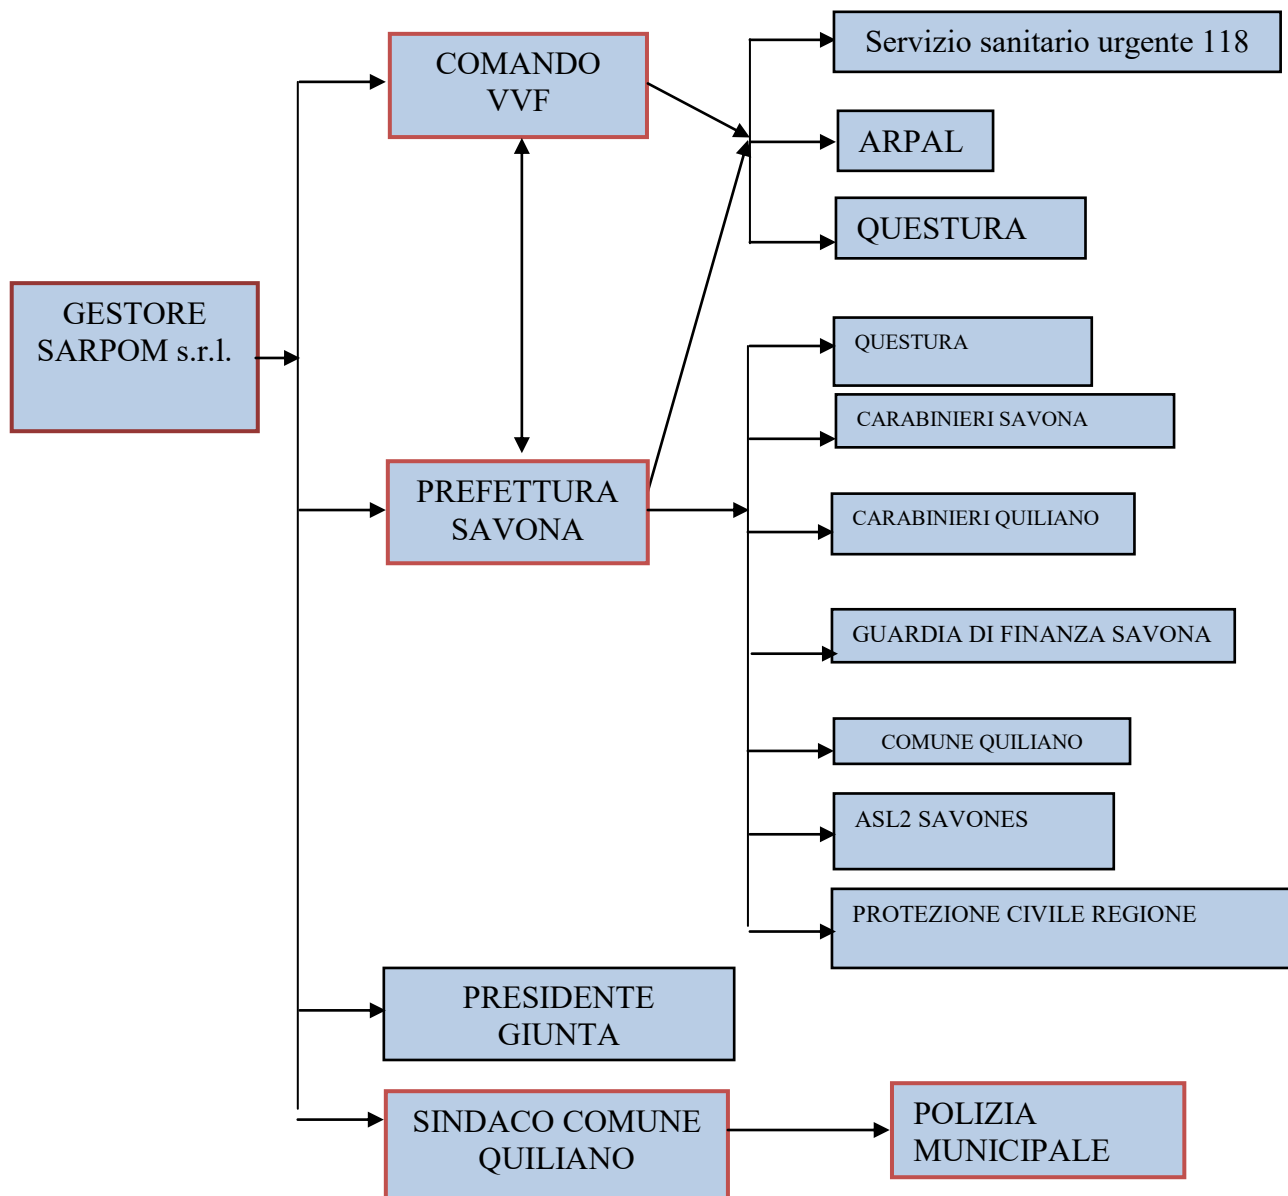 Servizio sanitario urgente 118
COMANDO
VVF
ARPAL
QUESTURA
GESTORE
SARPOM s.r.l.
QUESTURA
CARABINIERI SAVONA
PREFETTURA
SAVONA
CARABINIERI QUILIANO
GUARDIA DI FINANZA SAVONA
COMUNE QUILIANO
ASL2 SAVONES
PROTEZIONE CIVILE REGIONE
PRESIDENTE
GIUNTA
SINDACO COMUNE
QUILIANO
POLIZIA
MUNICIPALE